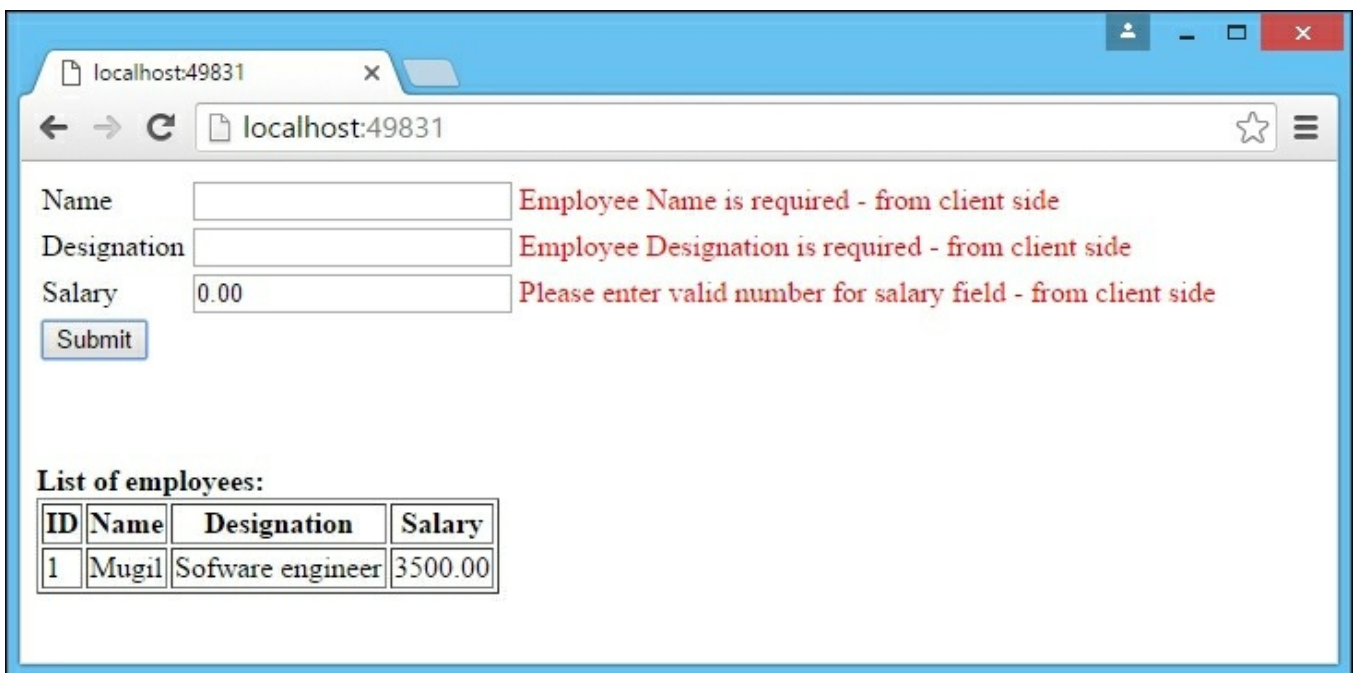 localhost:49831
localhost:49831
Name Employee Name is required - from client side
Designation Employee Designation is required - from client side
Salary 0.00 Please enter valid number for salary field - from client side
Submit
List of employees:
ID Name Designation Salary
1 Mugil Sofware engineer 3500.00